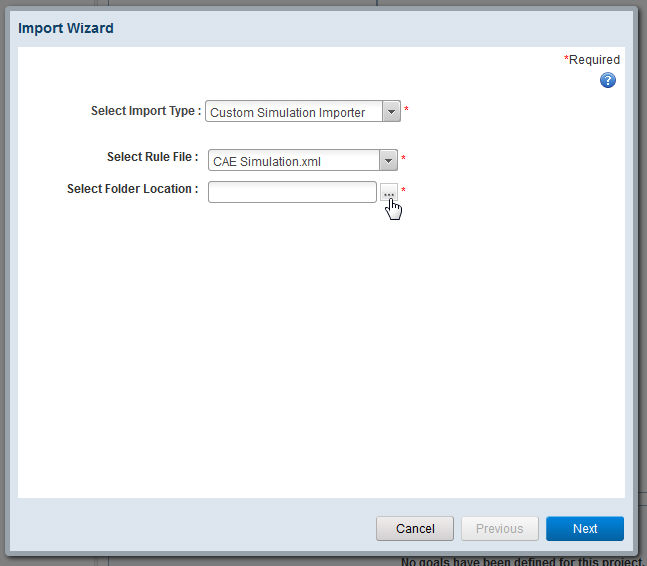 Import Wizard
*Required
?
Select Import Type : Custom Simulation Importer *
Select Rule File : CAE Simulation.xml *
Select Folder Location : ... *
Cancel Previous Next
No goals have been defined for this project.